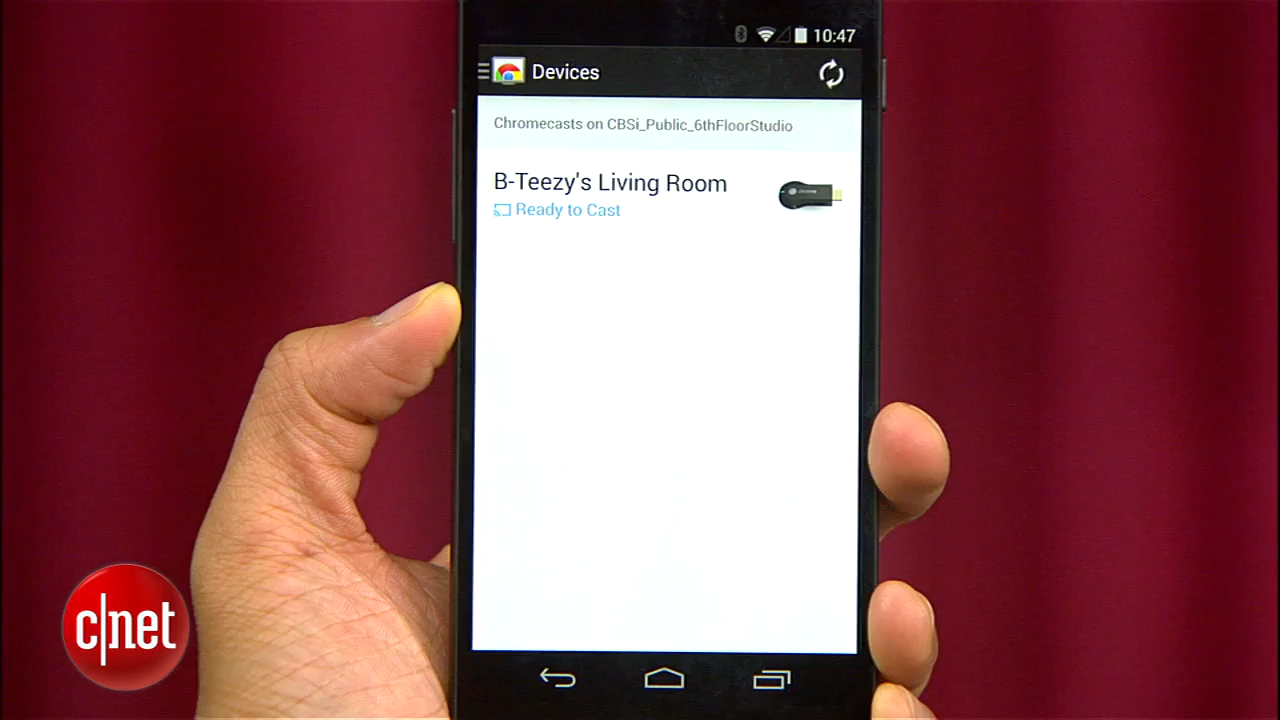 10:47
Devices
Chromecasts on CBSi_Public_6thFloorStudio
B-Teezy's Living Room
Ready to Cast
c|net